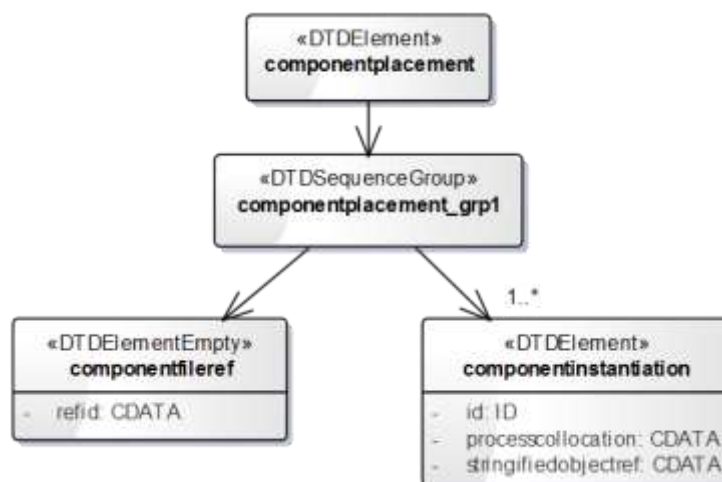 «DTDElement»
componentplacement
«DTDSequenceGroup»
componentplacement_grp1
1..*
«DTDElementEmpty»
componentfileref
- refid: CDATA
«DTDElement»
componentinstantiation
- id: ID
- processcollocation: CDATA
- stringifiedobjectref: CDATA